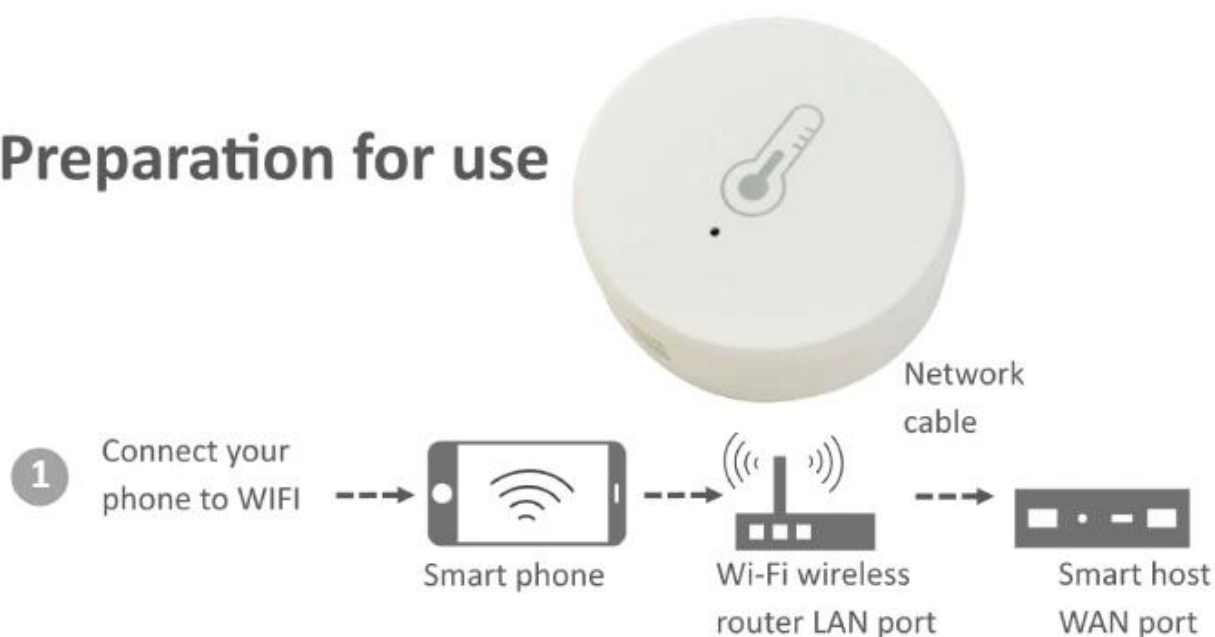 Preparation for use
Network
cable
1
Connect your
phone to WIFI
Smart phone
Wi-Fi wireless
router LAN port
Smart host
WAN port